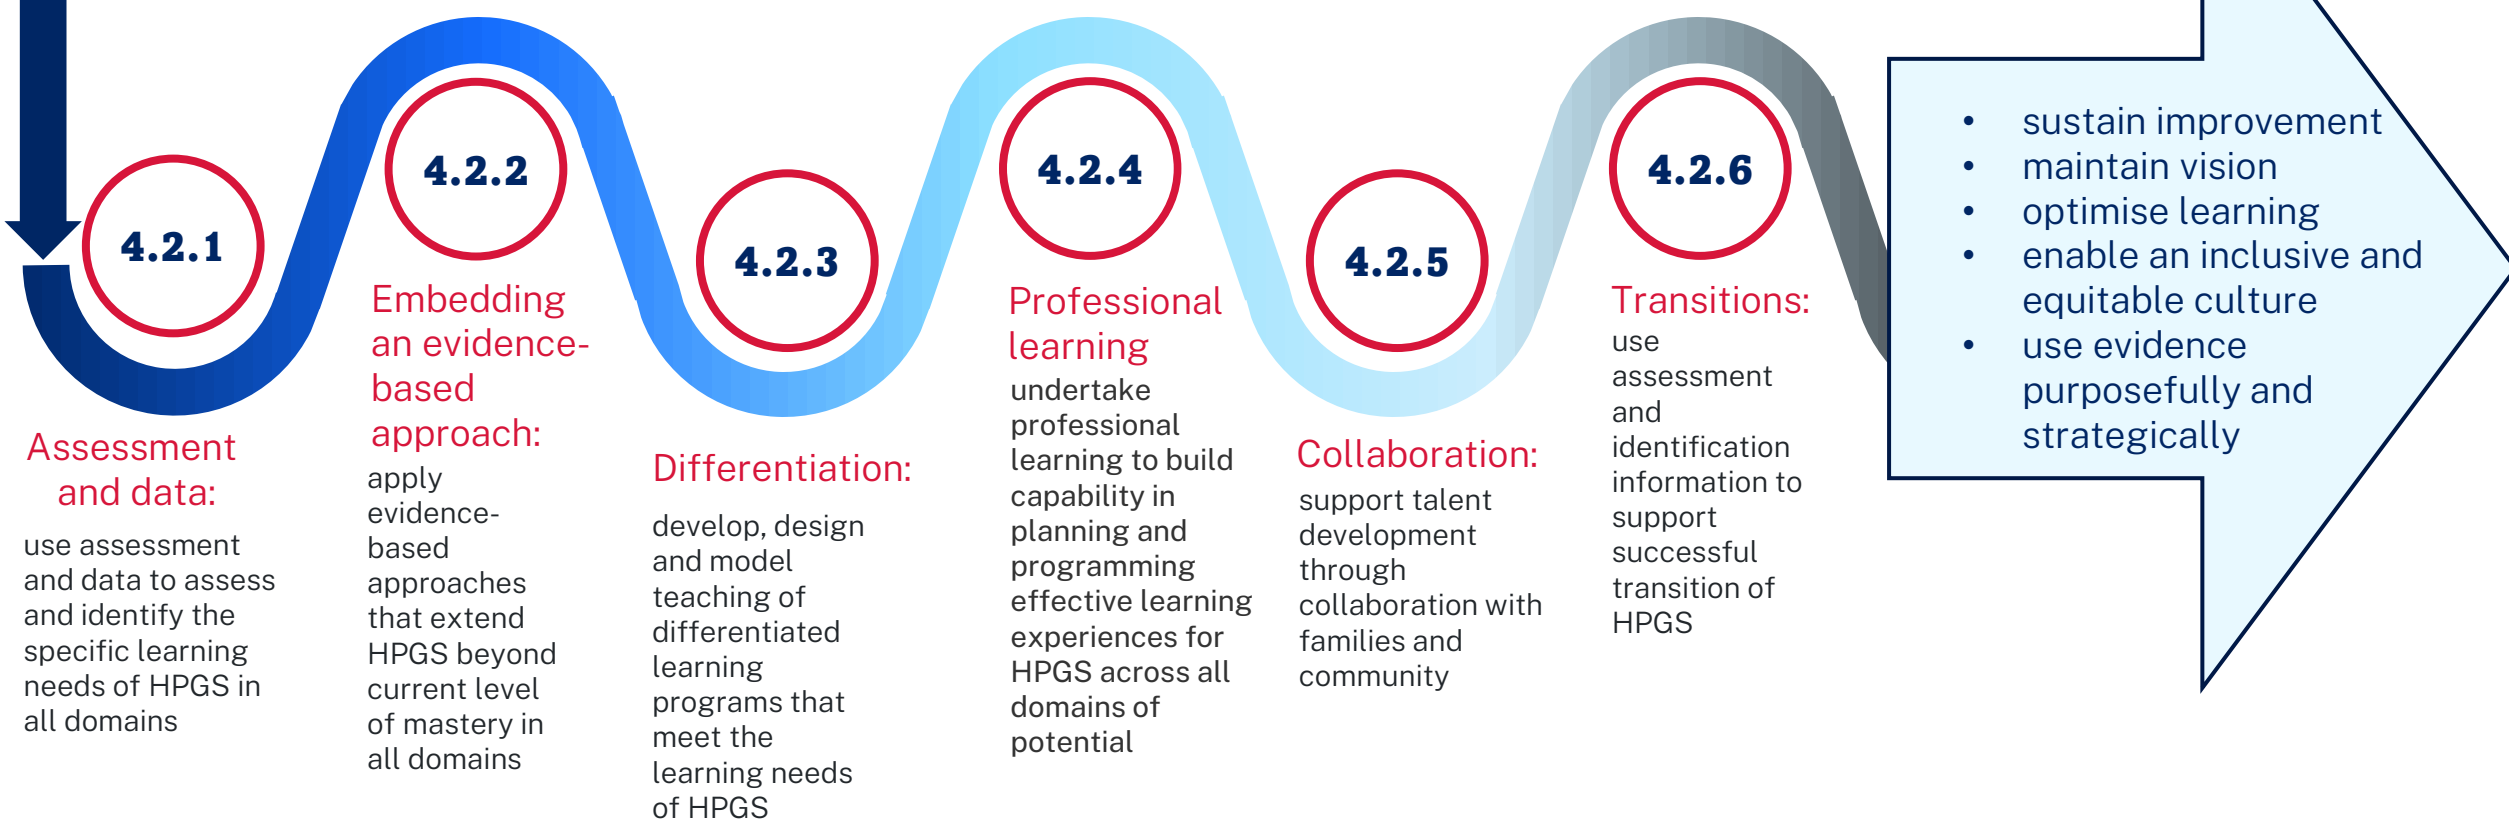 4.2.1
Assessment
and data:
use assessment
and data to assess
and identify the
specific learning
needs of HPGS in
all domains
4.2.2
Embedding
an evidence-
based
approach:
apply
evidence-
based
approaches
that extend
HPGS beyond
current level
of mastery in
all domains
4.2.3
Differentiation:
develop, design
and model
teaching of
differentiated
learning
programs that
meet the
learning needs
of HPGS
4.2.4
Professional
learning
undertake
professional
learning to build
capability in
planning and
programming
effective learning
experiences for
HPGS across all
domains of
potential
4.2.5
Collaboration:
support talent
development
through
collaboration with
families and
community
4.2.6
Transitions:
use
assessment
and
identification
information to
support
successful
transition of
HPGS
• sustain improvement
• maintain vision
• optimise learning
• enable an inclusive and
equitable culture
• use evidence
purposefully and
strategically